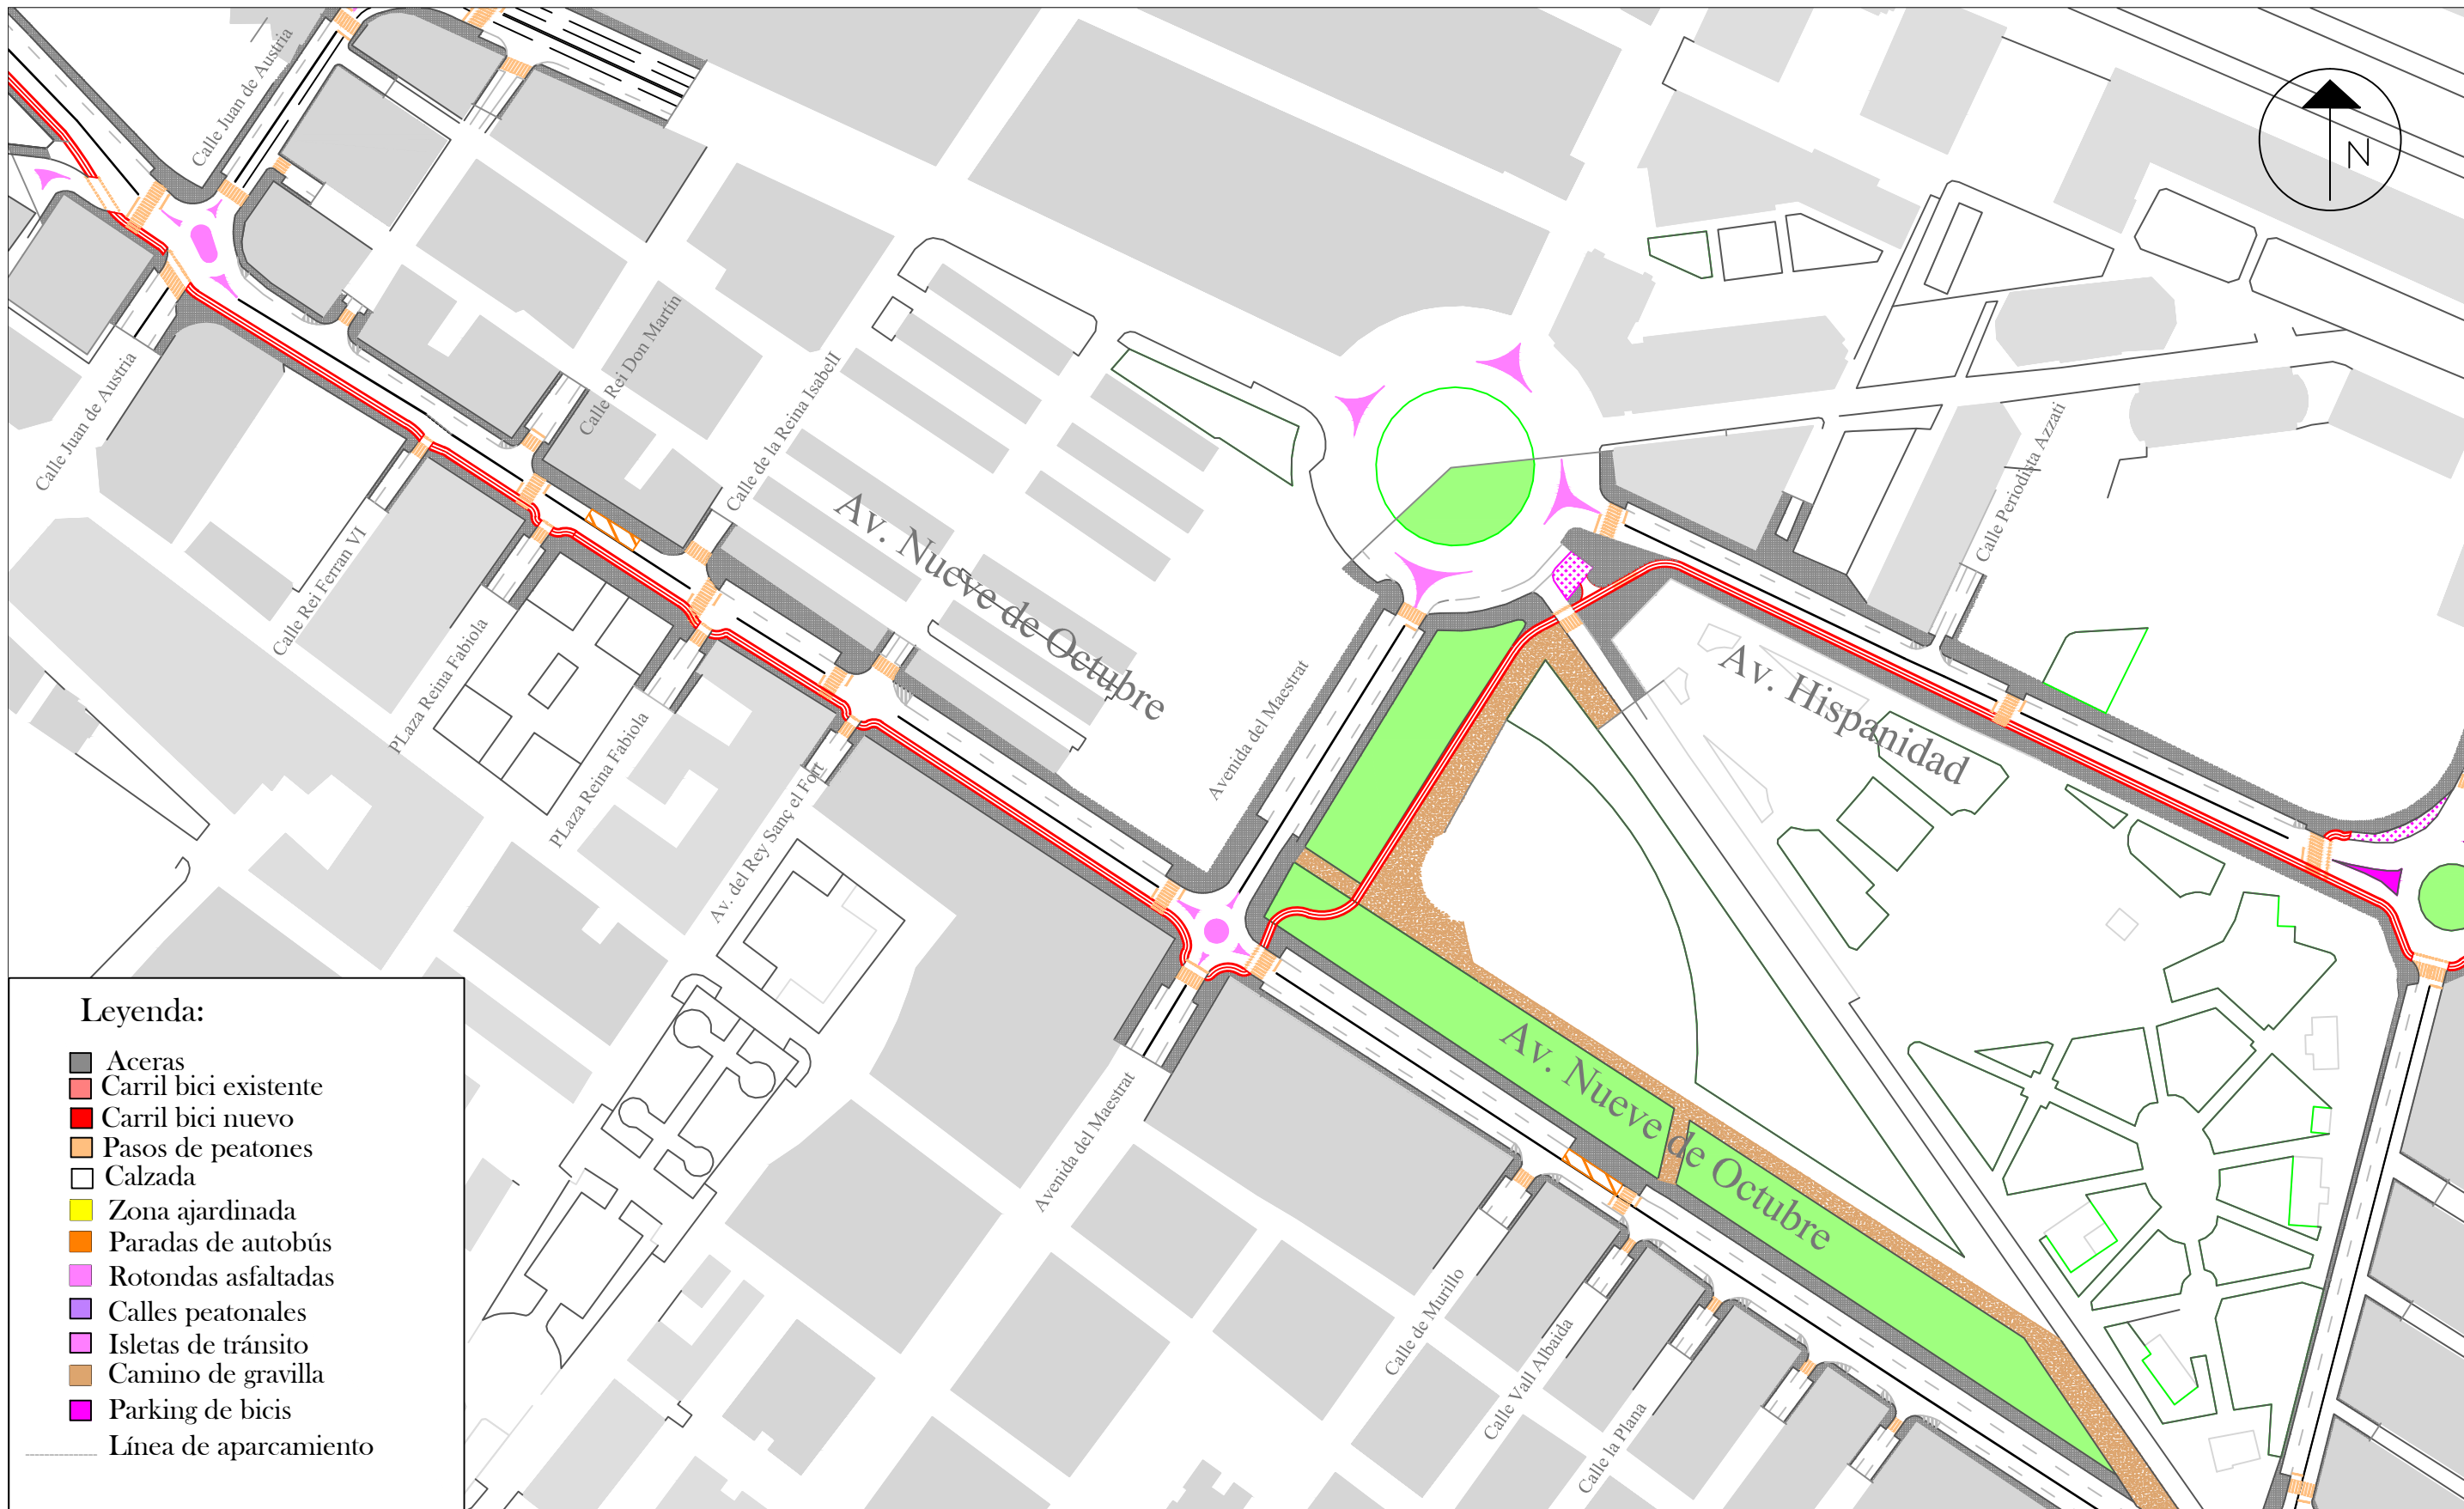 Calle Juan de Austria
N
Calle Juan de Austria
Calle Rei Don Martín
Calle de la Reina IsabelI
Av. Nueve de Octubre
Calle Periodista Azzati
Calle Rei Ferran VI
PLaza Reina Fabiola
PLaza Reina Fabiola
Av. del Rey Sanç el Fort
Avenida del Maestrat
Av. Hispanidad
Avenida del Maestrat
Av. Nueve de Octubre
Calle de Murillo
Calle Vall Albaida
Calle la Plana
Leyenda:
Aceras
Carril bici existente
Carril bici nuevo
Pasos de peatones
Calzada
Zona ajardinada
Paradas de autobús
Rotondas asfaltadas
Calles peatonales
Isletas de tránsito
Camino de gravilla
Parking de bicis
Línea de aparcamiento